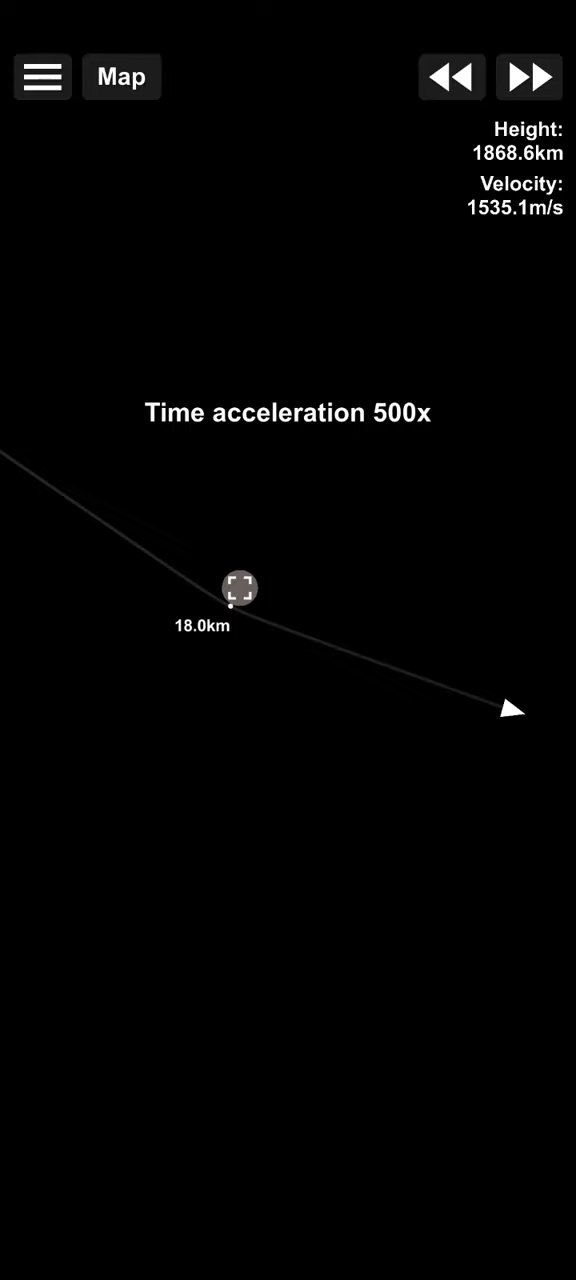 Map
Height:
1868.6km
Velocity:
1535.1m/s
Time acceleration 500x
18.0km